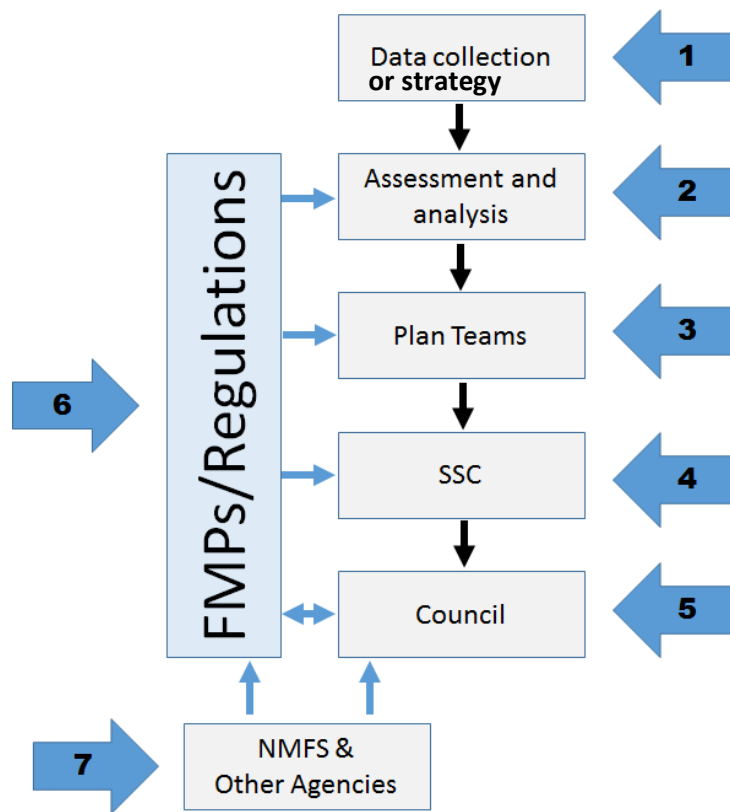 Data collection
or strategy
1
Assessment and
analysis
2
FMPs/Regulations
Plan Teams
3
6
SSC
4
Council
5
NMFS &
Other Agencies
7